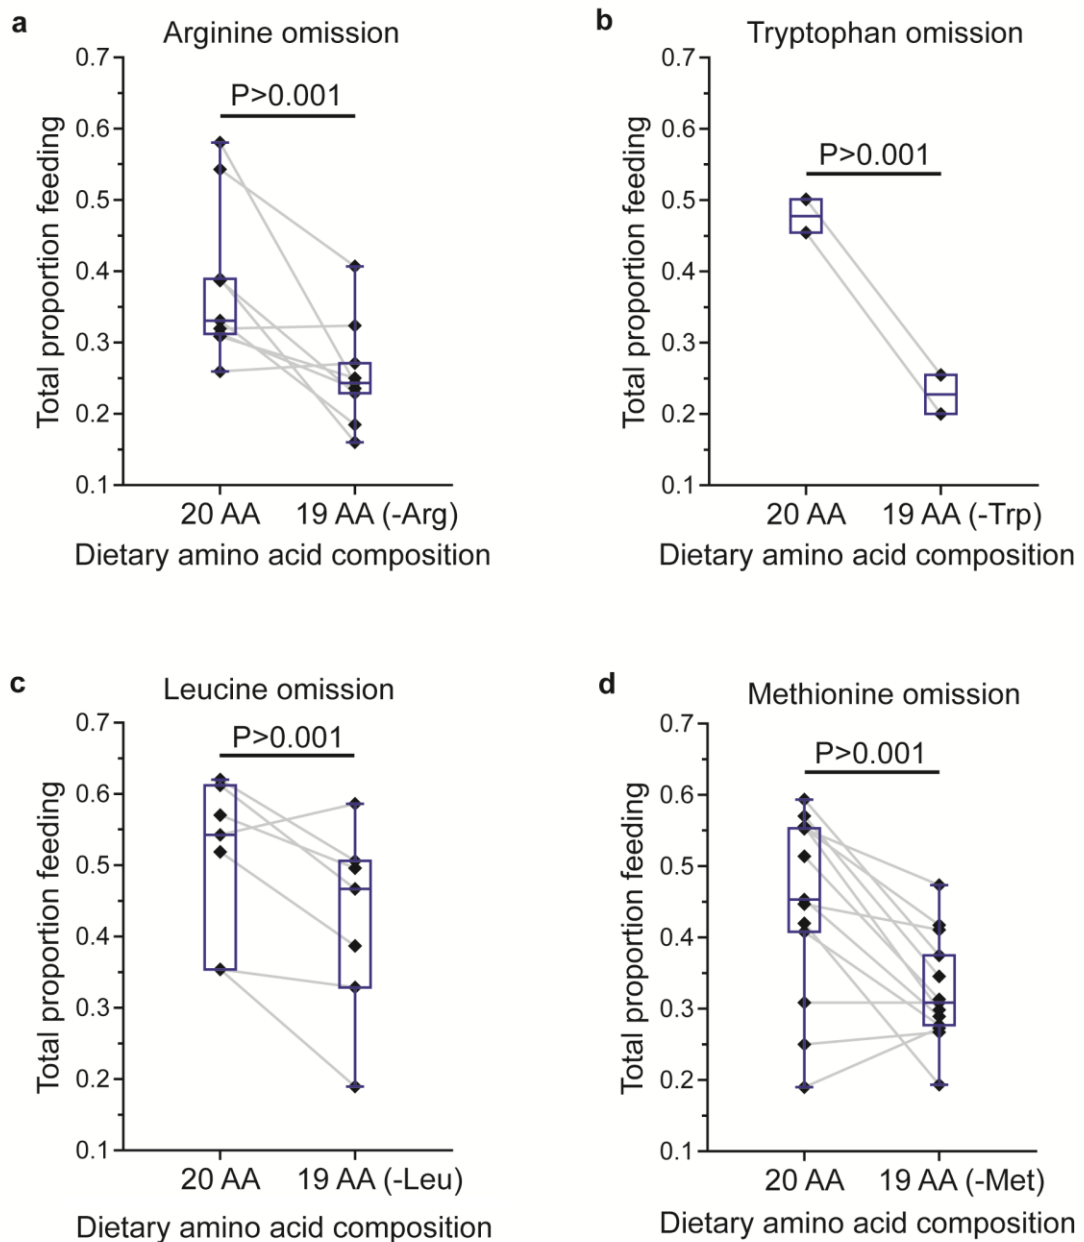 a
Arginine omission
0.7
0.6
0.5
0.4
0.3
0.2
0.1
Total proportion feeding
P>0.001
20 AA 19 AA (-Arg)
Dietary amino acid composition
b
Tryptophan omission
0.7
0.6
0.5
0.4
0.3
0.2
0.1
Total proportion feeding
P>0.001
20 AA 19 AA (-Trp)
Dietary amino acid composition
c
Leucine omission
0.7
0.6
0.5
0.4
0.3
0.2
0.1
Total proportion feeding
P>0.001
20 AA 19 AA (-Leu)
Dietary amino acid composition
d
Methionine omission
0.7
0.6
0.5
0.4
0.3
0.2
0.1
Total proportion feeding
P>0.001
20 AA 19 AA (-Met)
Dietary amino acid composition